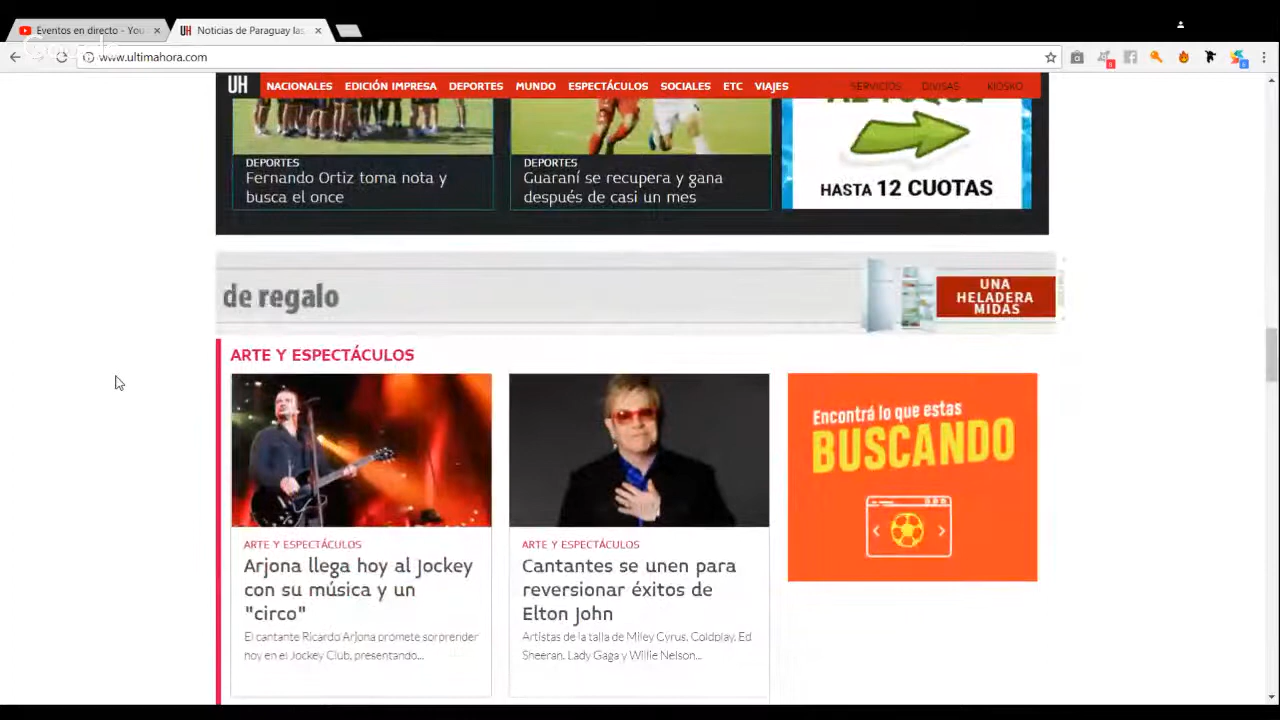 Eventos en directo - You
UH Noticias de Paraguay las
www.ultimahora.com
UH NACIONALES EDICIÓN IMPRESA DEPORTES MUNDO ESPECTÁCULOS SOCIALES ETC VIAJES SERVICIOS DIVISAS KIOSKO
DEPORTES
Fernando Ortiz toma nota y
busca el once
DEPORTES
Guaraní se recupera y gana
después de casi un mes
AL TOQUE
HASTA 12 CUOTAS
de regalo
UNA
HELADERA
MIDAS
ARTE Y ESPECTÁCULOS
ARTE Y ESPECTÁCULOS
Arjona llega hoy al Jockey
con su música y un
"circo"
El cantante Ricardo Arjona promete sorprender
hoy en el Jockey Club, presentando...
ARTE Y ESPECTÁCULOS
Cantantes se unen para
reversionar éxitos de
Elton John
Artistas de la talla de Miley Cyrus, Coldplay, Ed
Sheeran, Lady Gaga y Willie Nelson...
Encontrá lo que estas
BUSCANDO